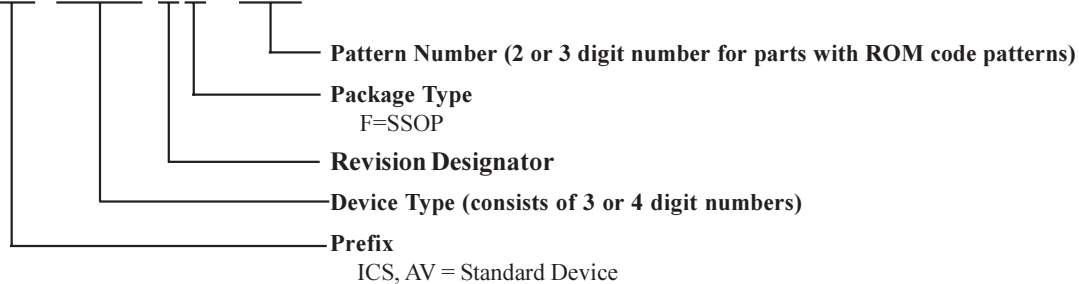 Pattern Number (2 or 3 digit number for parts with ROM code patterns)
Package Type
F=SSOP
Revision Designator
Device Type (consists of 3 or 4 digit numbers)
Prefix
ICS, AV = Standard Device